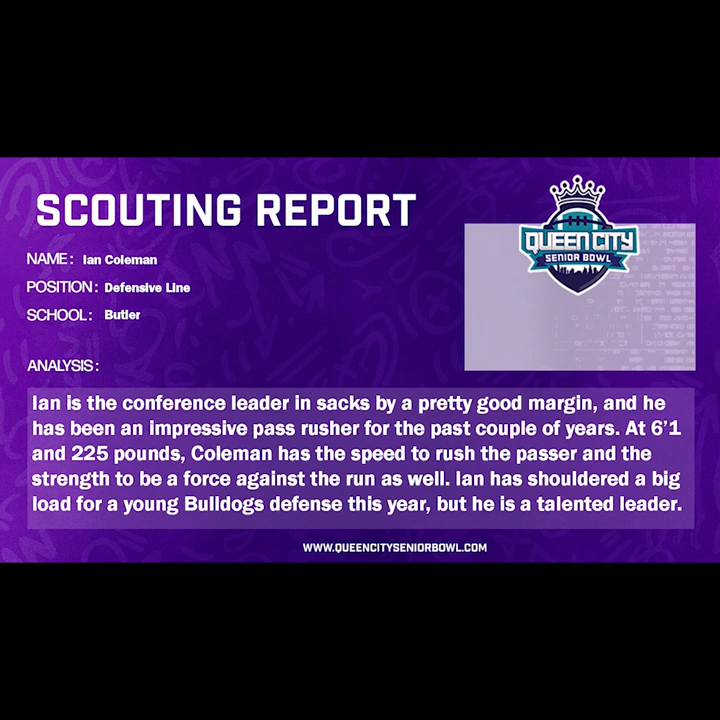 SCOUTING REPORT
QUEEN CITY
SENIOR BOWL
NAME: Ian Coleman
POSITION: Defensive Line
SCHOOL: Butler
ANALYSIS:
Ian is the conference leader in sacks by a pretty good margin, and he
has been an impressive pass rusher for the past couple of years. At 6'1
and 225 pounds, Coleman has the speed to rush the passer and the
strength to be a force against the run as well. Ian has shouldered a big
load for a young Bulldogs defense this year, but he is a talented leader.
WWW.QUEENCITYSENIORBOWL.COM